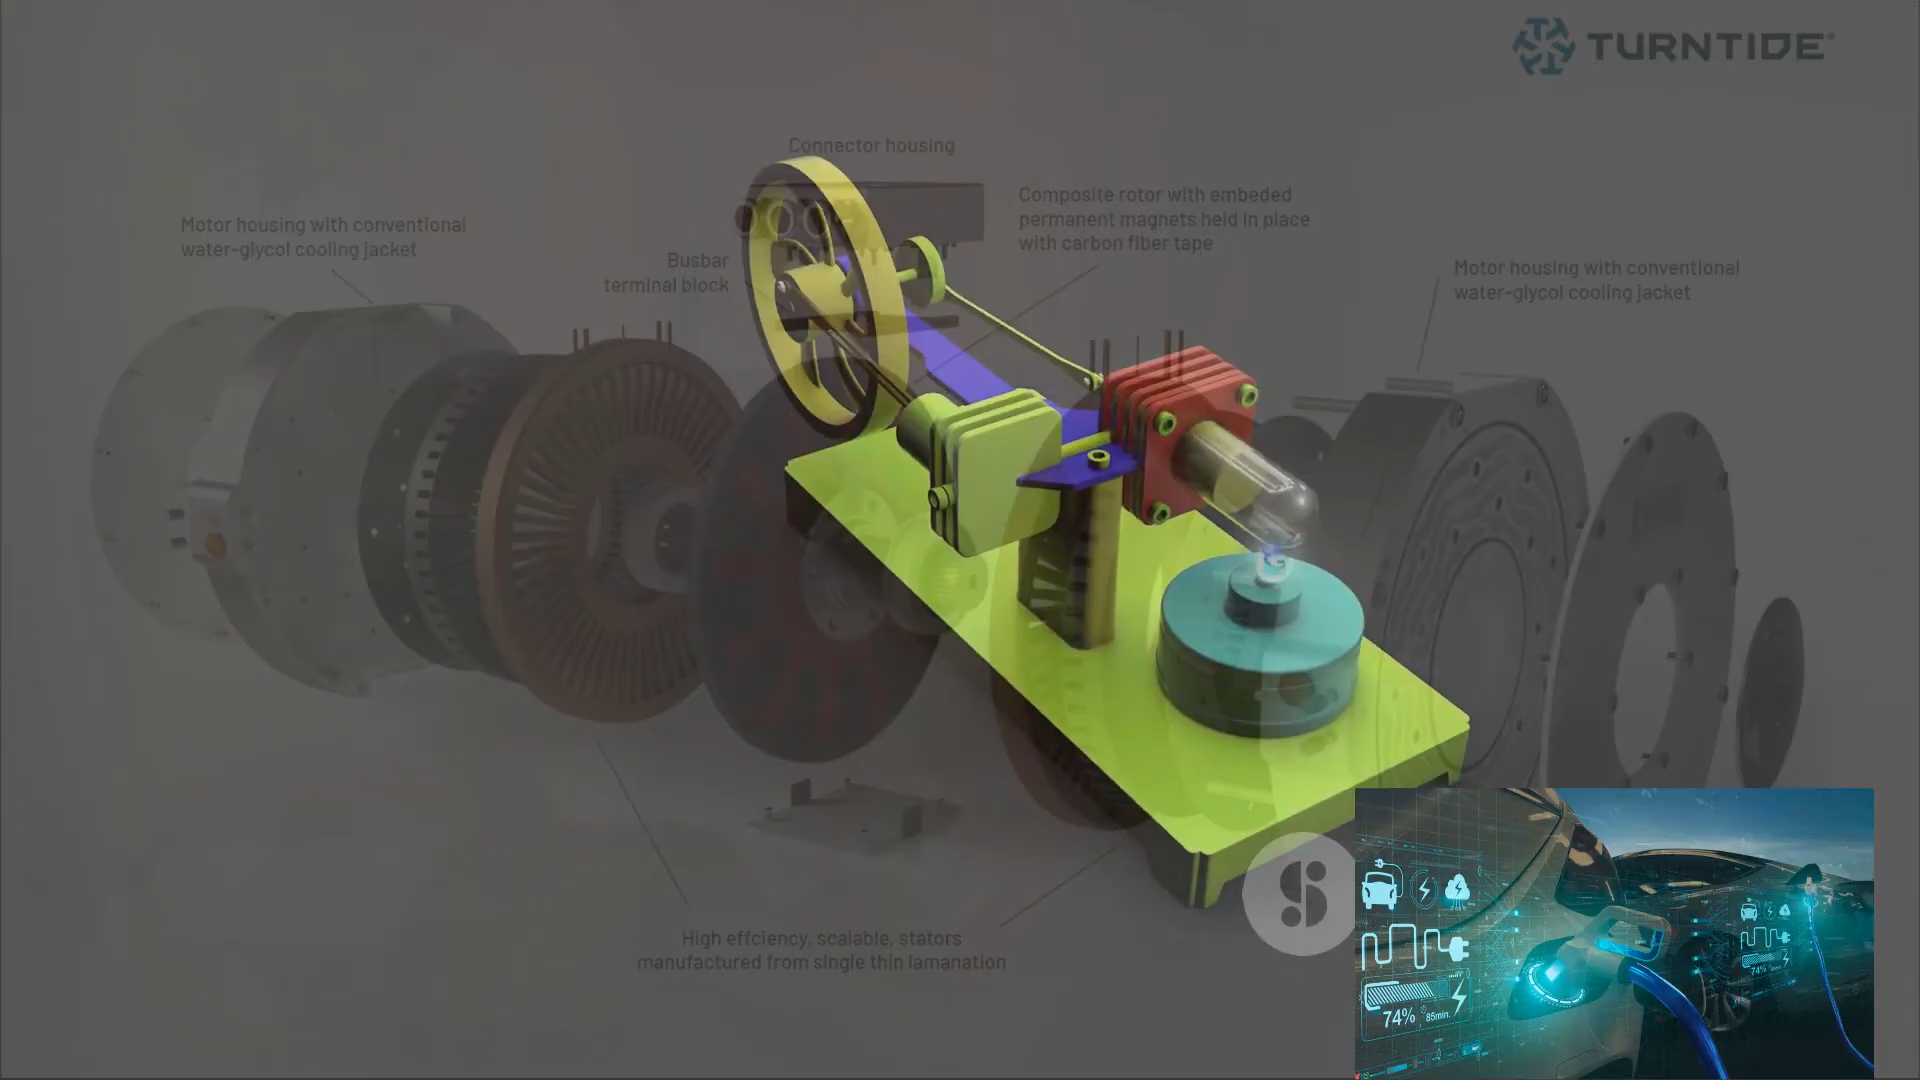 TURNTIDE
Connector housing
Composite rotor with embeded
permanent magnets held in place
with carbon fiber tape
Motor housing with conventional
water-glycol cooling jacket
Busbar
terminal block
Motor housing with conventional
water-glycol cooling jacket
High effciency, scalable, stators
manufactured from single thin lamanation
74% 85min.
74%